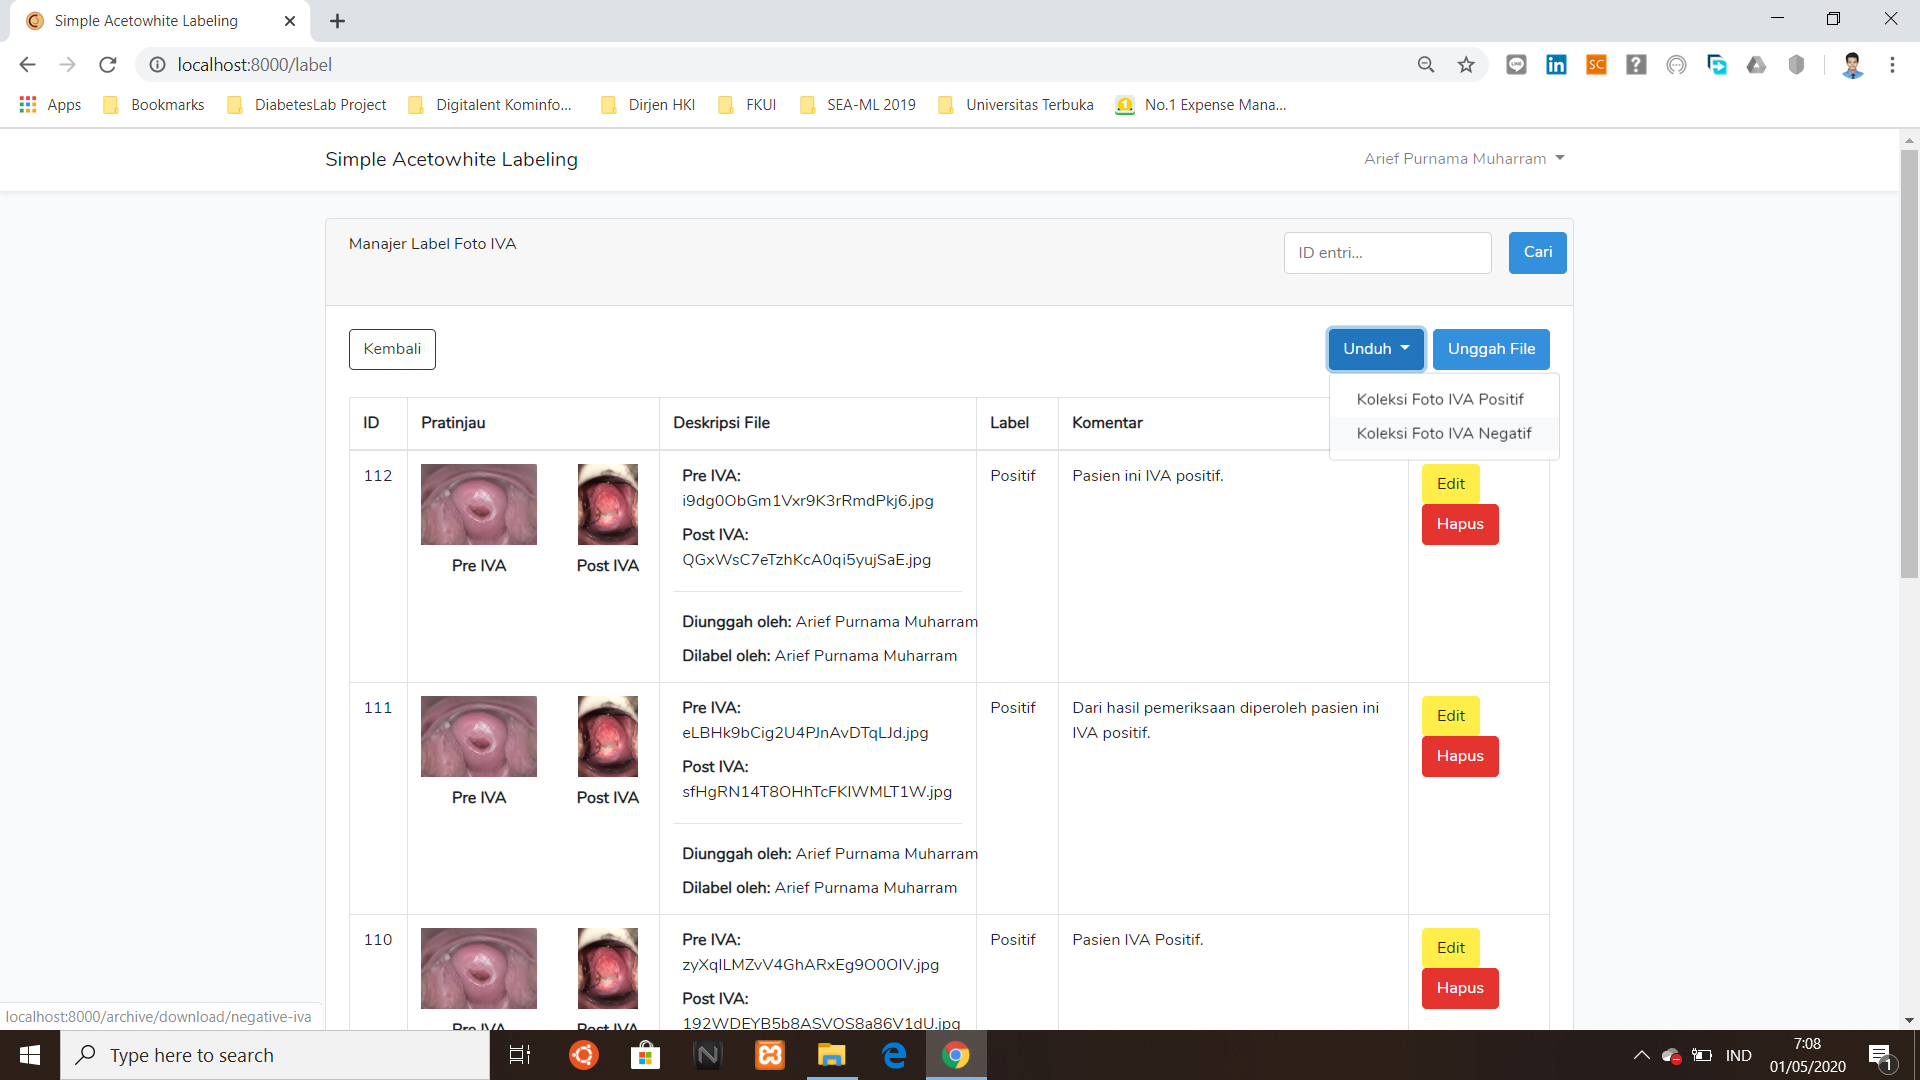 Simple Acetowhite Labeling
localhost:8000/label
Apps Bookmarks DiabetesLab Project Digitalent Kominfo... Dirjen HKI FKUI SEA-ML 2019 Universitas Terbuka No.1 Expense Mana...
Simple Acetowhite Labeling
Arief Purnama Muharram
Manajer Label Foto IVA
ID entri...
Cari
Kembali
Unduh
Unggah File
Koleksi Foto IVA Positif
Koleksi Foto IVA Negatif
ID Pratinjau Deskripsi File Label Komentar
112
Pre IVA
Post IVA
Pre IVA:
i9dg0ObGm1Vxr9K3rRmdPkj6.jpg
Post IVA:
QGxWsC7eTzhKcA0qi5yujSaE.jpg
Diunggah oleh: Arief Purnama Muharram
Dilabel oleh: Arief Purnama Muharram
Positif
Pasien ini IVA positif.
Edit
Hapus
111
Pre IVA
Post IVA
Pre IVA:
eLBHk9bCig2U4PJnAvDTqLJd.jpg
Post IVA:
sfHgRN14T8OHhTcFKIWMLT1W.jpg
Diunggah oleh: Arief Purnama Muharram
Dilabel oleh: Arief Purnama Muharram
Positif
Dari hasil pemeriksaan diperoleh pasien ini
IVA positif.
Edit
Hapus
110
Pre IVA
Post IVA
Pre IVA:
zyXqlLMZvV4GhARxEg9O0OIV.jpg
Post IVA:
192WDEYB5b8ASVOS8a86V1dU.jpg
Positif
Pasien IVA Positif.
Edit
Hapus
localhost:8000/archive/download/negative-iva
Type here to search
IND
7:08
01/05/2020
1